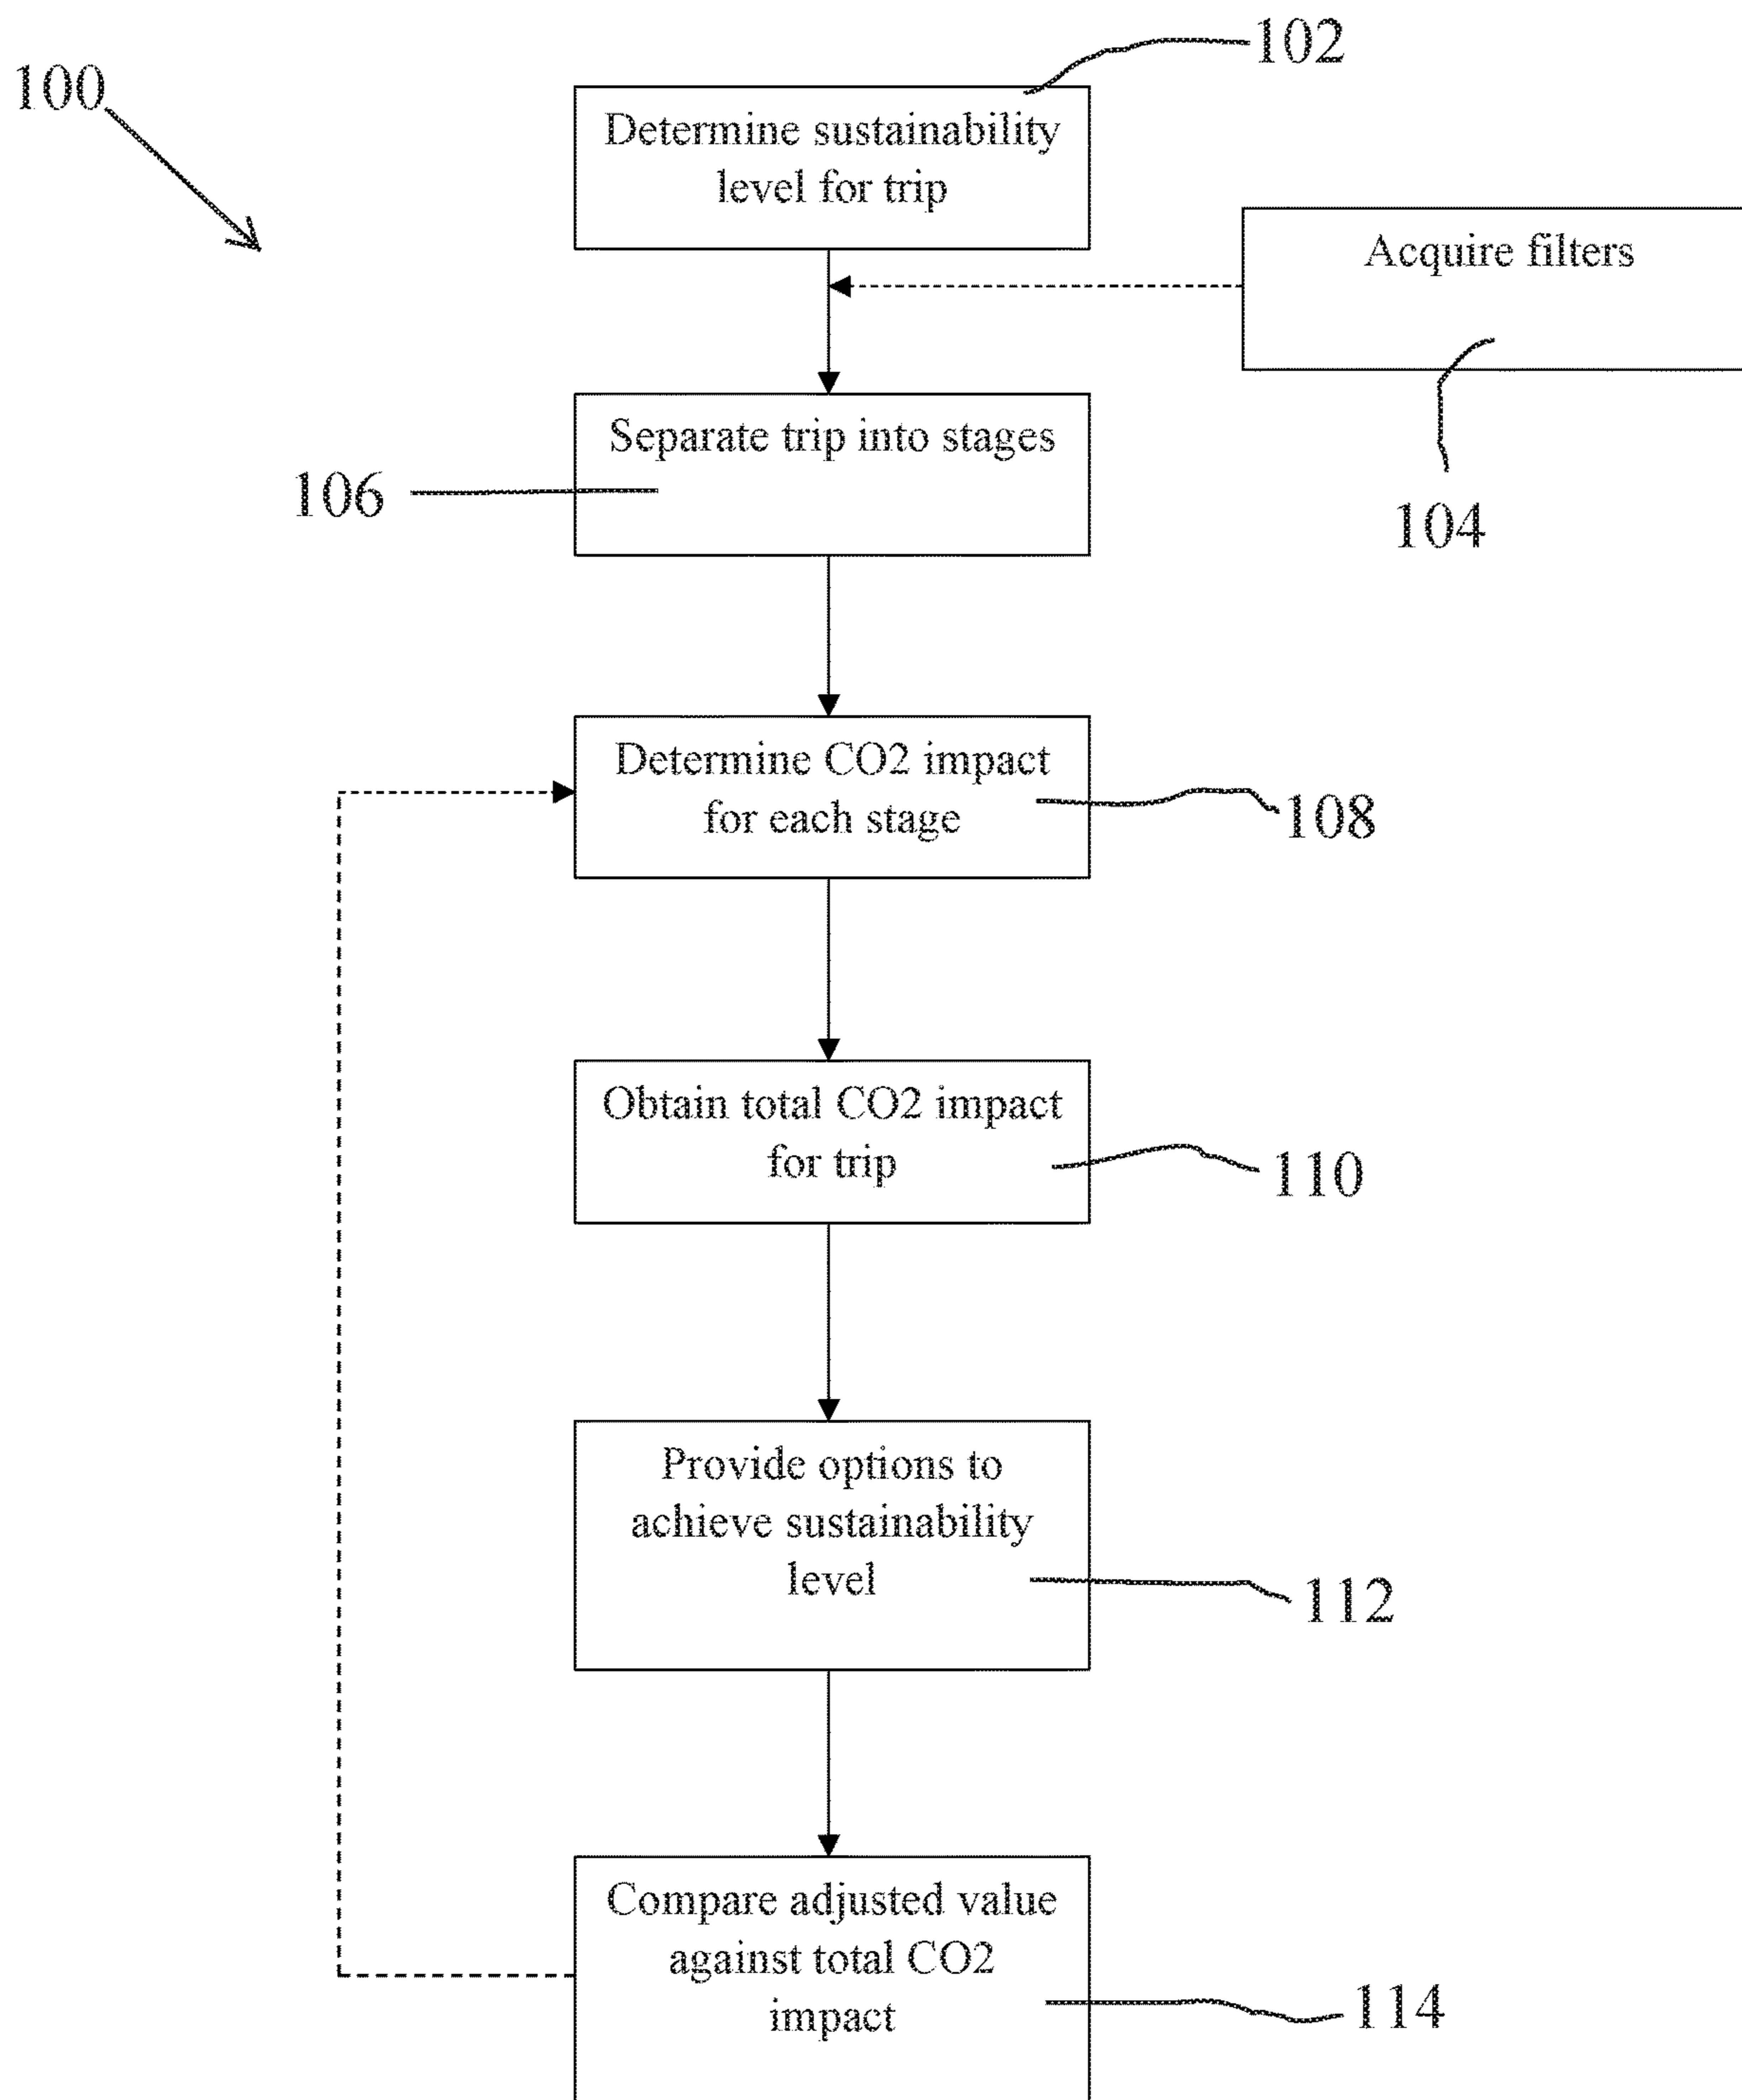 102
100
Determine sustainability
level for trip
Acquire filters
104
Separate trip into stages
106
Determine CO2 impact
for each stage
108
Obtain total CO2 impact
for trip
110
Provide options to
achieve sustainability
level
112
Compare adjusted value
against total CO2
impact
114